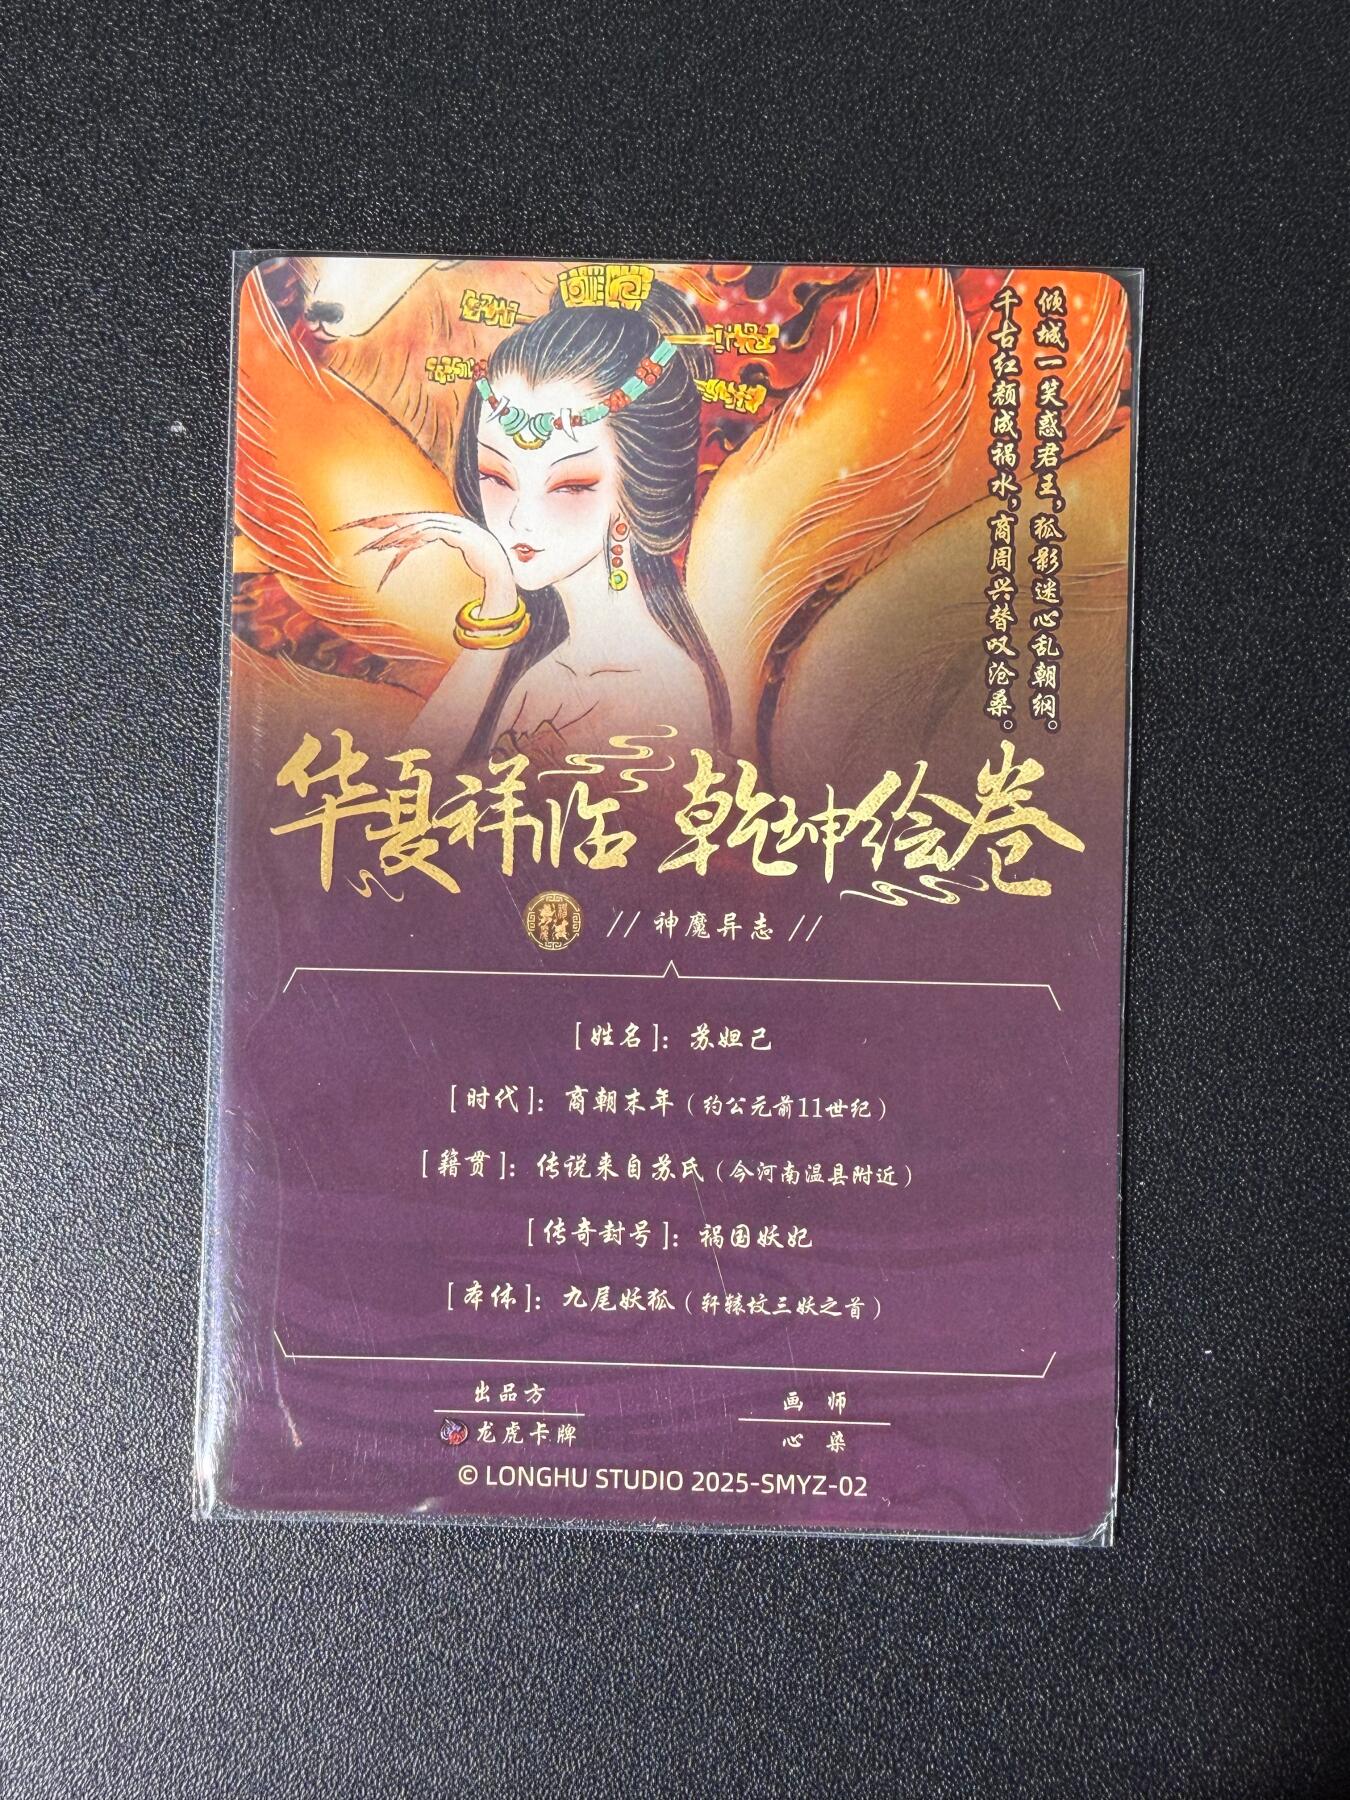 倾城一笑惑君王，狐影迷心乱朝纲。
千古红颜成祸水，商周兴替叹沧桑。
华夏祥临 乾坤绘卷
// 神魔异志 //
[姓名]：苏妲己
[时代]：商朝末年（约公元前11世纪）
[籍贯]：传说来自苏氏（今河南温县附近）
[传奇封号]：祸国妖妃
[本体]：九尾妖狐（轩辕坟三妖之首）
出品方
龙虎卡牌
画 师
心 染
© LONGHU STUDIO 2025-SMYZ-02